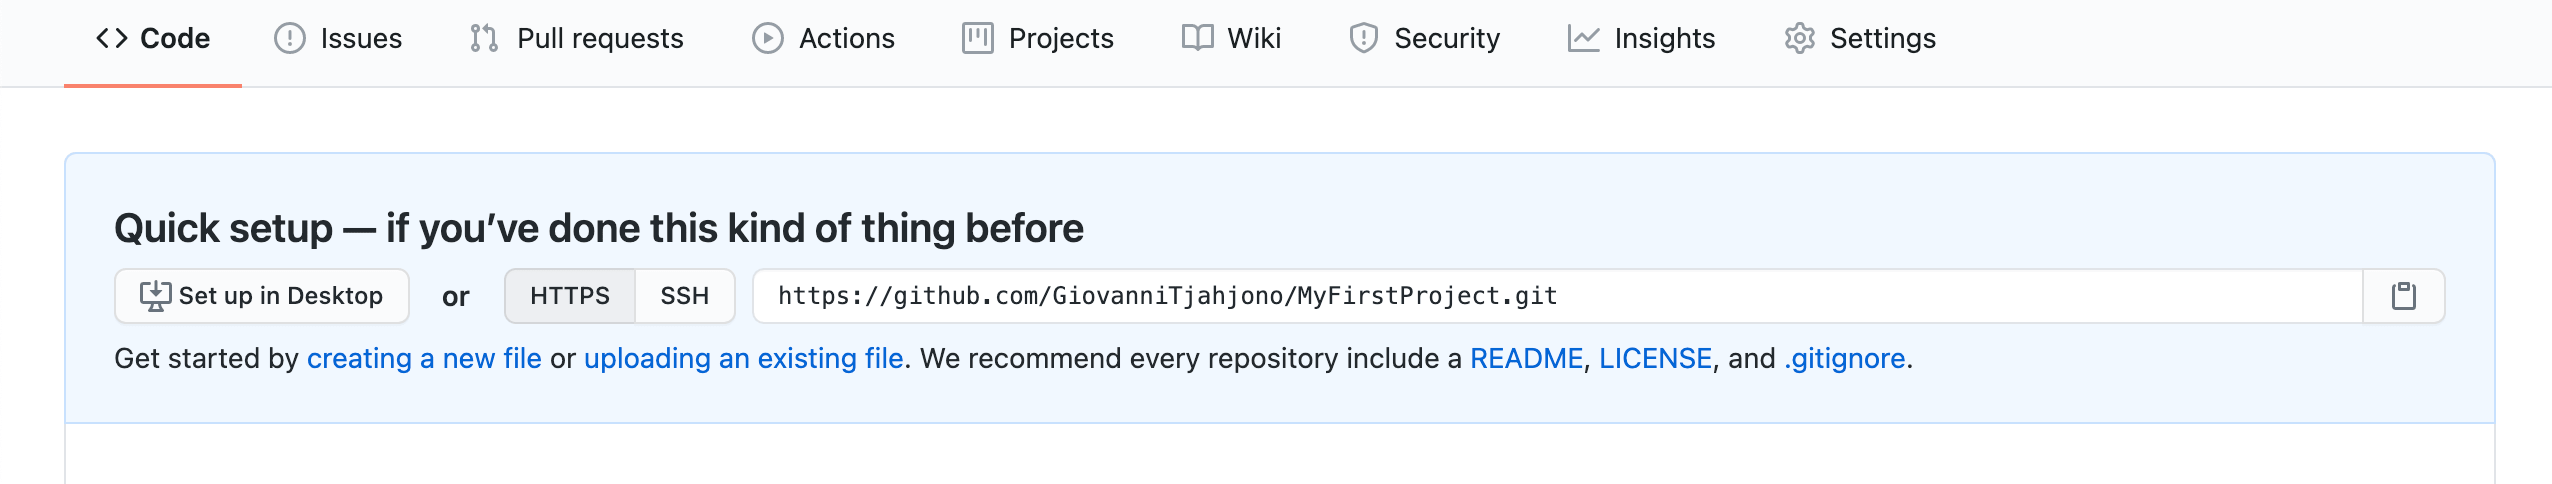 Code Issues Pull requests Actions Projects Wiki Security Insights Settings
Quick setup — if you’ve done this kind of thing before
Set up in Desktop or HTTPS SSH https://github.com/GiovanniTjahjono/MyFirstProject.git
Get started by creating a new file or uploading an existing file. We recommend every repository include a README, LICENSE, and .gitignore.